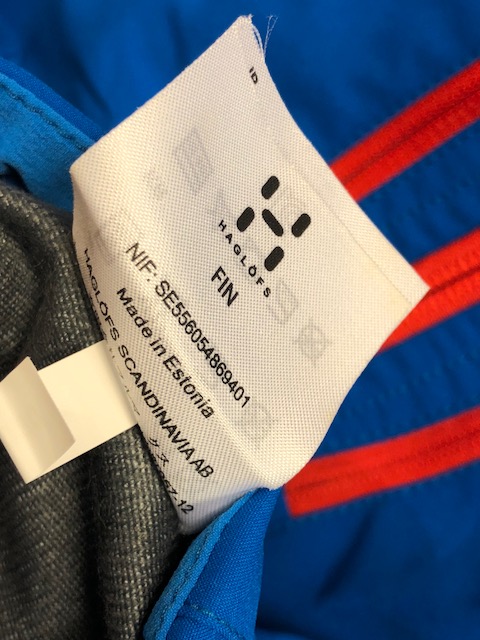 HAGLÖFS
FIN
NIF: SE556054869401
Made in Estonia
HAGLÖFS SCANDINAVIA AB